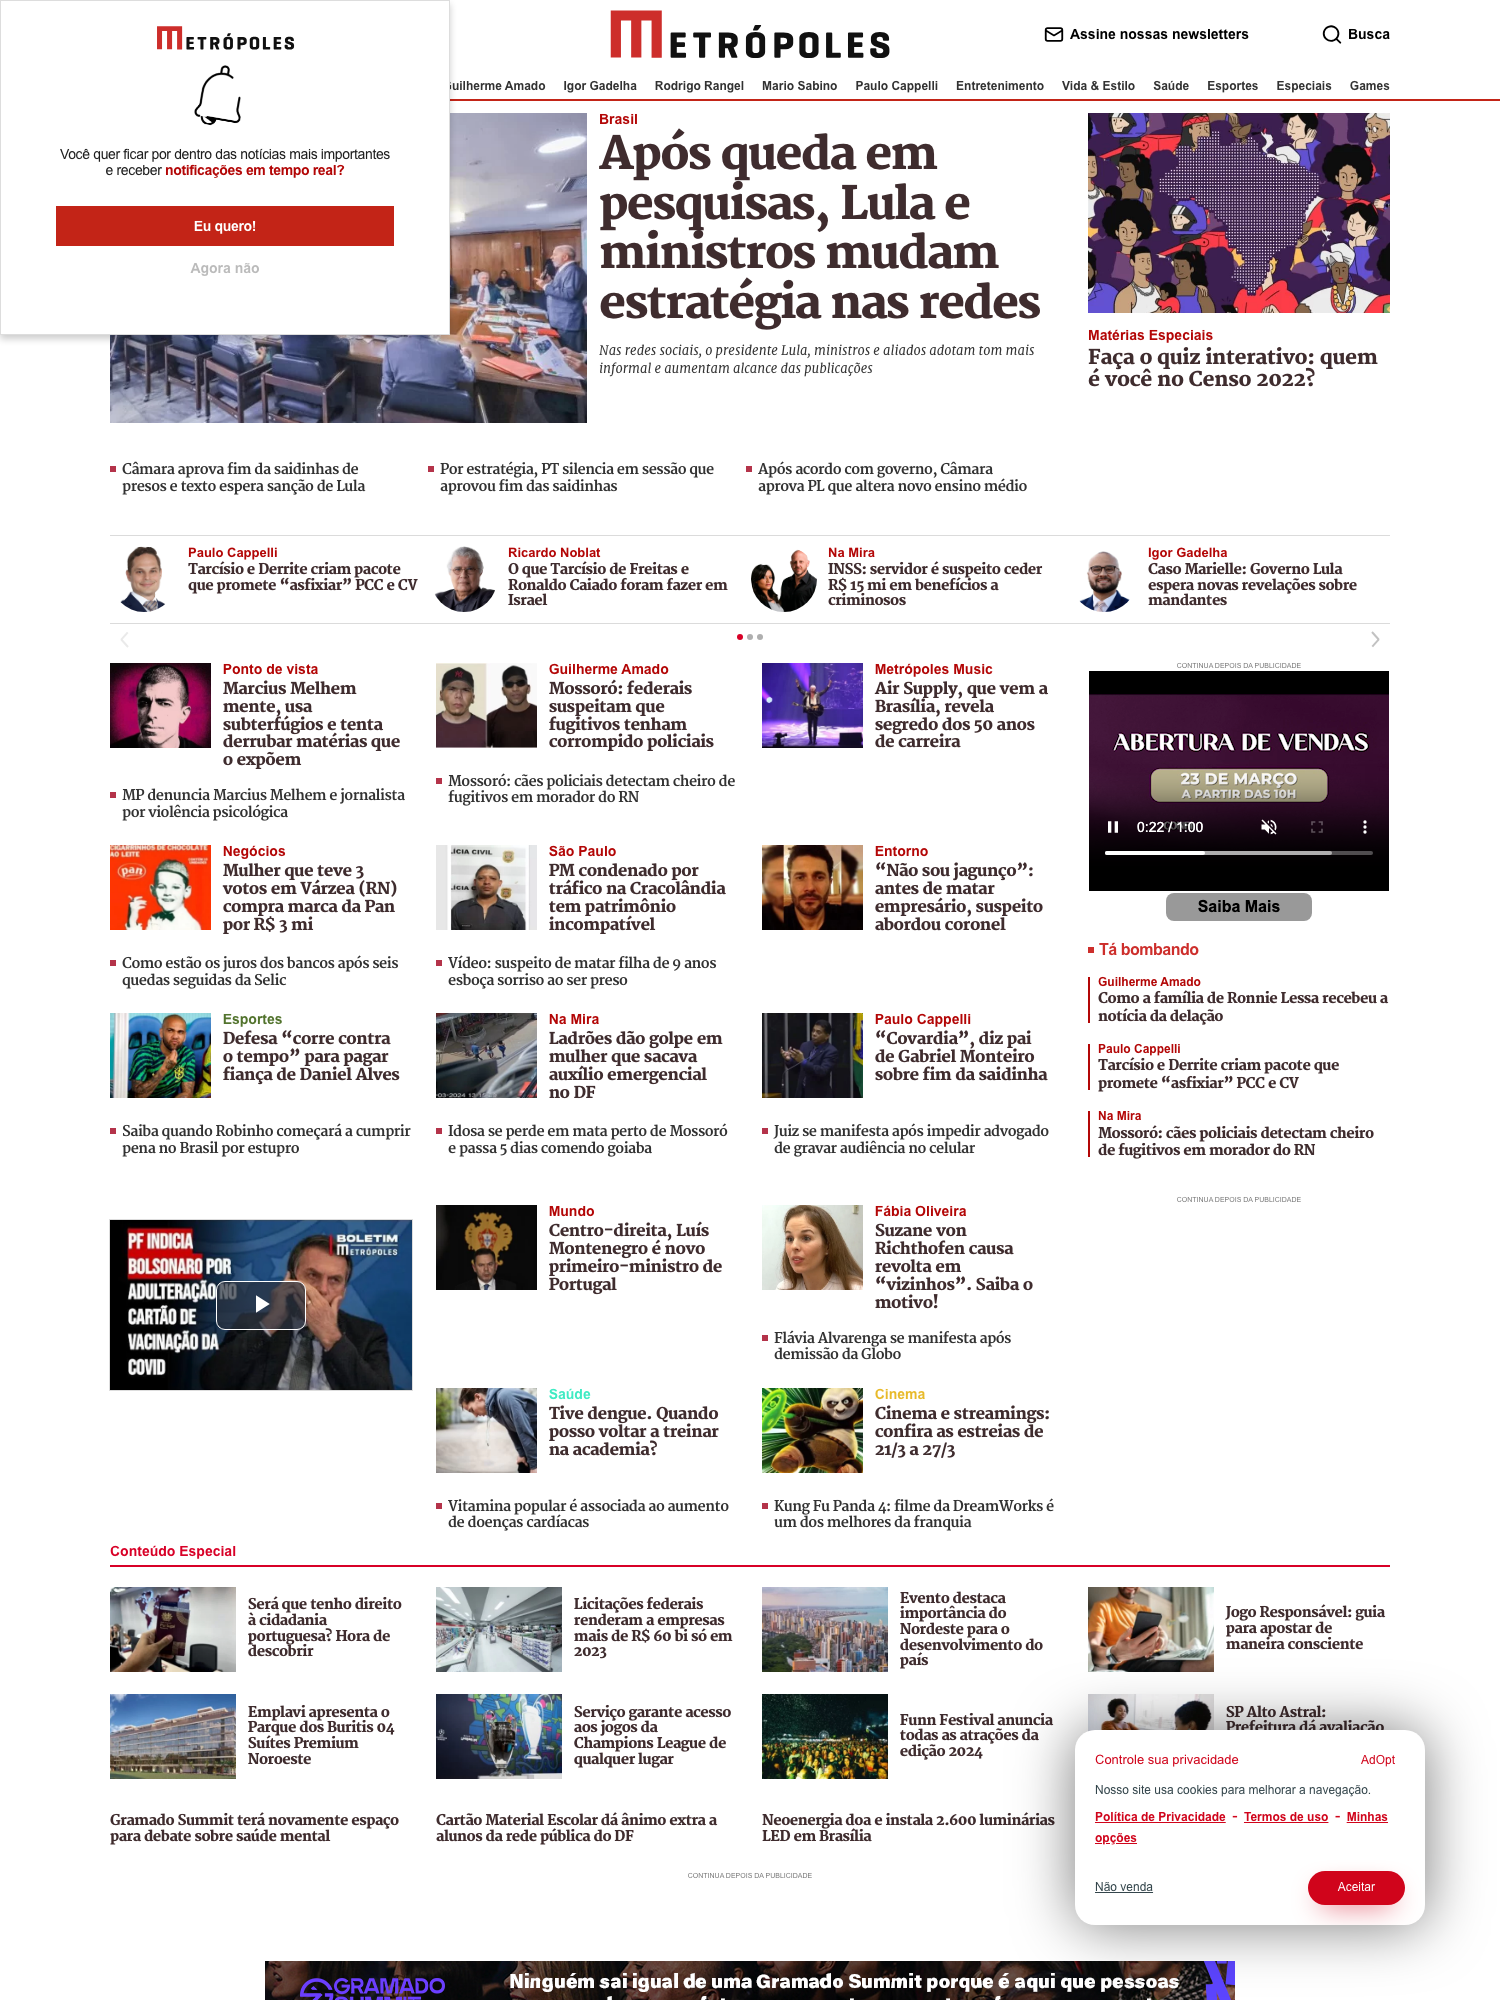 METRÓPOLES
Você quer ficar por dentro das notícias mais importantes
e receber notificações em tempo real?
Eu quero!
Agora não
METRÓPOLES
Assine nossas newsletters
Busca
Guilherme Amado Igor Gadelha Rodrigo Rangel Mario Sabino Paulo Cappelli Entretenimento Vida & Estilo Saúde Esportes Especiais Games
Brasil
Após queda em
pesquisas, Lula e
ministros mudam
estratégia nas redes
Nas redes sociais, o presidente Lula, ministros e aliados adotam tom mais
informal e aumentam alcance das publicações
Matérias Especiais
Faça o quiz interativo: quem
é você no Censo 2022?
Câmara aprova fim da saidinhas de
presos e texto espera sanção de Lula
Por estratégia, PT silencia em sessão que
aprovou fim das saidinhas
Após acordo com governo, Câmara
aprova PL que altera novo ensino médio
Paulo Cappelli
Tarcísio e Derrite criam pacote
que promete “asfixiar” PCC e CV
Ricardo Noblat
O que Tarcísio de Freitas e
Ronaldo Caiado foram fazer em
Israel
Na Mira
INSS: servidor é suspeito ceder
R$ 15 mi em benefícios a
criminosos
Igor Gadelha
Caso Marielle: Governo Lula
espera novas revelações sobre
mandantes
Ponto de vista
Marcius Melhem
mente, usa
subterfúgios e tenta
derrubar matérias que
o expõem
MP denuncia Marcius Melhem e jornalista
por violência psicológica
Guilherme Amado
Mossoró: federais
suspeitam que
fugitivos tenham
corrompido policiais
Mossoró: cães policiais detectam cheiro de
fugitivos em morador do RN
Metrópoles Music
Air Supply, que vem a
Brasília, revela
segredo dos 50 anos
de carreira
CONTINUA DEPOIS DA PUBLICIDADE
ABERTURA DE VENDAS
23 DE MARÇO
A PARTIR DAS 10H
0:22 / 1:00
Saiba Mais
CIGARRINHOS DE CHOCOLATE
AO LEITE
pan
Negócios
Mulher que teve 3
votos em Várzea (RN)
compra marca da Pan
por R$ 3 mi
Como estão os juros dos bancos após seis
quedas seguidas da Selic
LÍCIA CIVIL
São Paulo
PM condenado por
tráfico na Cracolândia
tem patrimônio
incompatível
Vídeo: suspeito de matar filha de 9 anos
esboça sorriso ao ser preso
Entorno
“Não sou jagunço”:
antes de matar
empresário, suspeito
abordou coronel
Tá bombando
Guilherme Amado
Como a família de Ronnie Lessa recebeu a
notícia da delação
Paulo Cappelli
Tarcísio e Derrite criam pacote que
promete “asfixiar” PCC e CV
Na Mira
Mossoró: cães policiais detectam cheiro
de fugitivos em morador do RN
Esportes
Defesa “corre contra
o tempo” para pagar
fiança de Daniel Alves
Saiba quando Robinho começará a cumprir
pena no Brasil por estupro
Na Mira
Ladrões dão golpe em
mulher que sacava
auxílio emergencial
no DF
Idosa se perde em mata perto de Mossoró
e passa 5 dias comendo goiaba
Paulo Cappelli
“Covardia”, diz pai
de Gabriel Monteiro
sobre fim da saidinha
Juiz se manifesta após impedir advogado
de gravar audiência no celular
CONTINUA DEPOIS DA PUBLICIDADE
PF INDICIA
BOLSONARO POR
ADULTERAÇÃO NO
CARTÃO DE
VACINAÇÃO DA
COVID
BOLETIM
METRÓPOLES
Mundo
Centro-direita, Luís
Montenegro é novo
primeiro-ministro de
Portugal
Fábia Oliveira
Suzane von
Richthofen causa
revolta em
“vizinhos”. Saiba o
motivo!
Flávia Alvarenga se manifesta após
demissão da Globo
Saúde
Tive dengue. Quando
posso voltar a treinar
na academia?
Vitamina popular é associada ao aumento
de doenças cardíacas
Cinema
Cinema e streamings:
confira as estreias de
21/3 a 27/3
Kung Fu Panda 4: filme da DreamWorks é
um dos melhores da franquia
Conteúdo Especial
Será que tenho direito
à cidadania
portuguesa? Hora de
descobrir
Licitações federais
renderam a empresas
mais de R$ 60 bi só em
2023
Evento destaca
importância do
Nordeste para o
desenvolvimento do
país
Jogo Responsável: guia
para apostar de
maneira consciente
Emplavi apresenta o
Parque dos Buritis 04
Suítes Premium
Noroeste
Serviço garante acesso
aos jogos da
Champions League de
qualquer lugar
Funn Festival anuncia
todas as atrações da
edição 2024
SP Alto Astral:
Prefeitura dá avaliação
Gramado Summit terá novamente espaço
para debate sobre saúde mental
Cartão Material Escolar dá ânimo extra a
alunos da rede pública do DF
Neoenergia doa e instala 2.600 luminárias
LED em Brasília
Controle sua privacidade
AdOpt
Nosso site usa cookies para melhorar a navegação.
Política de Privacidade - Termos de uso - Minhas
opções
Não venda
Aceitar
CONTINUA DEPOIS DA PUBLICIDADE
GRAMADO
SUMMIT
Ninguém sai igual de uma Gramado Summit porque é aqui que pessoas